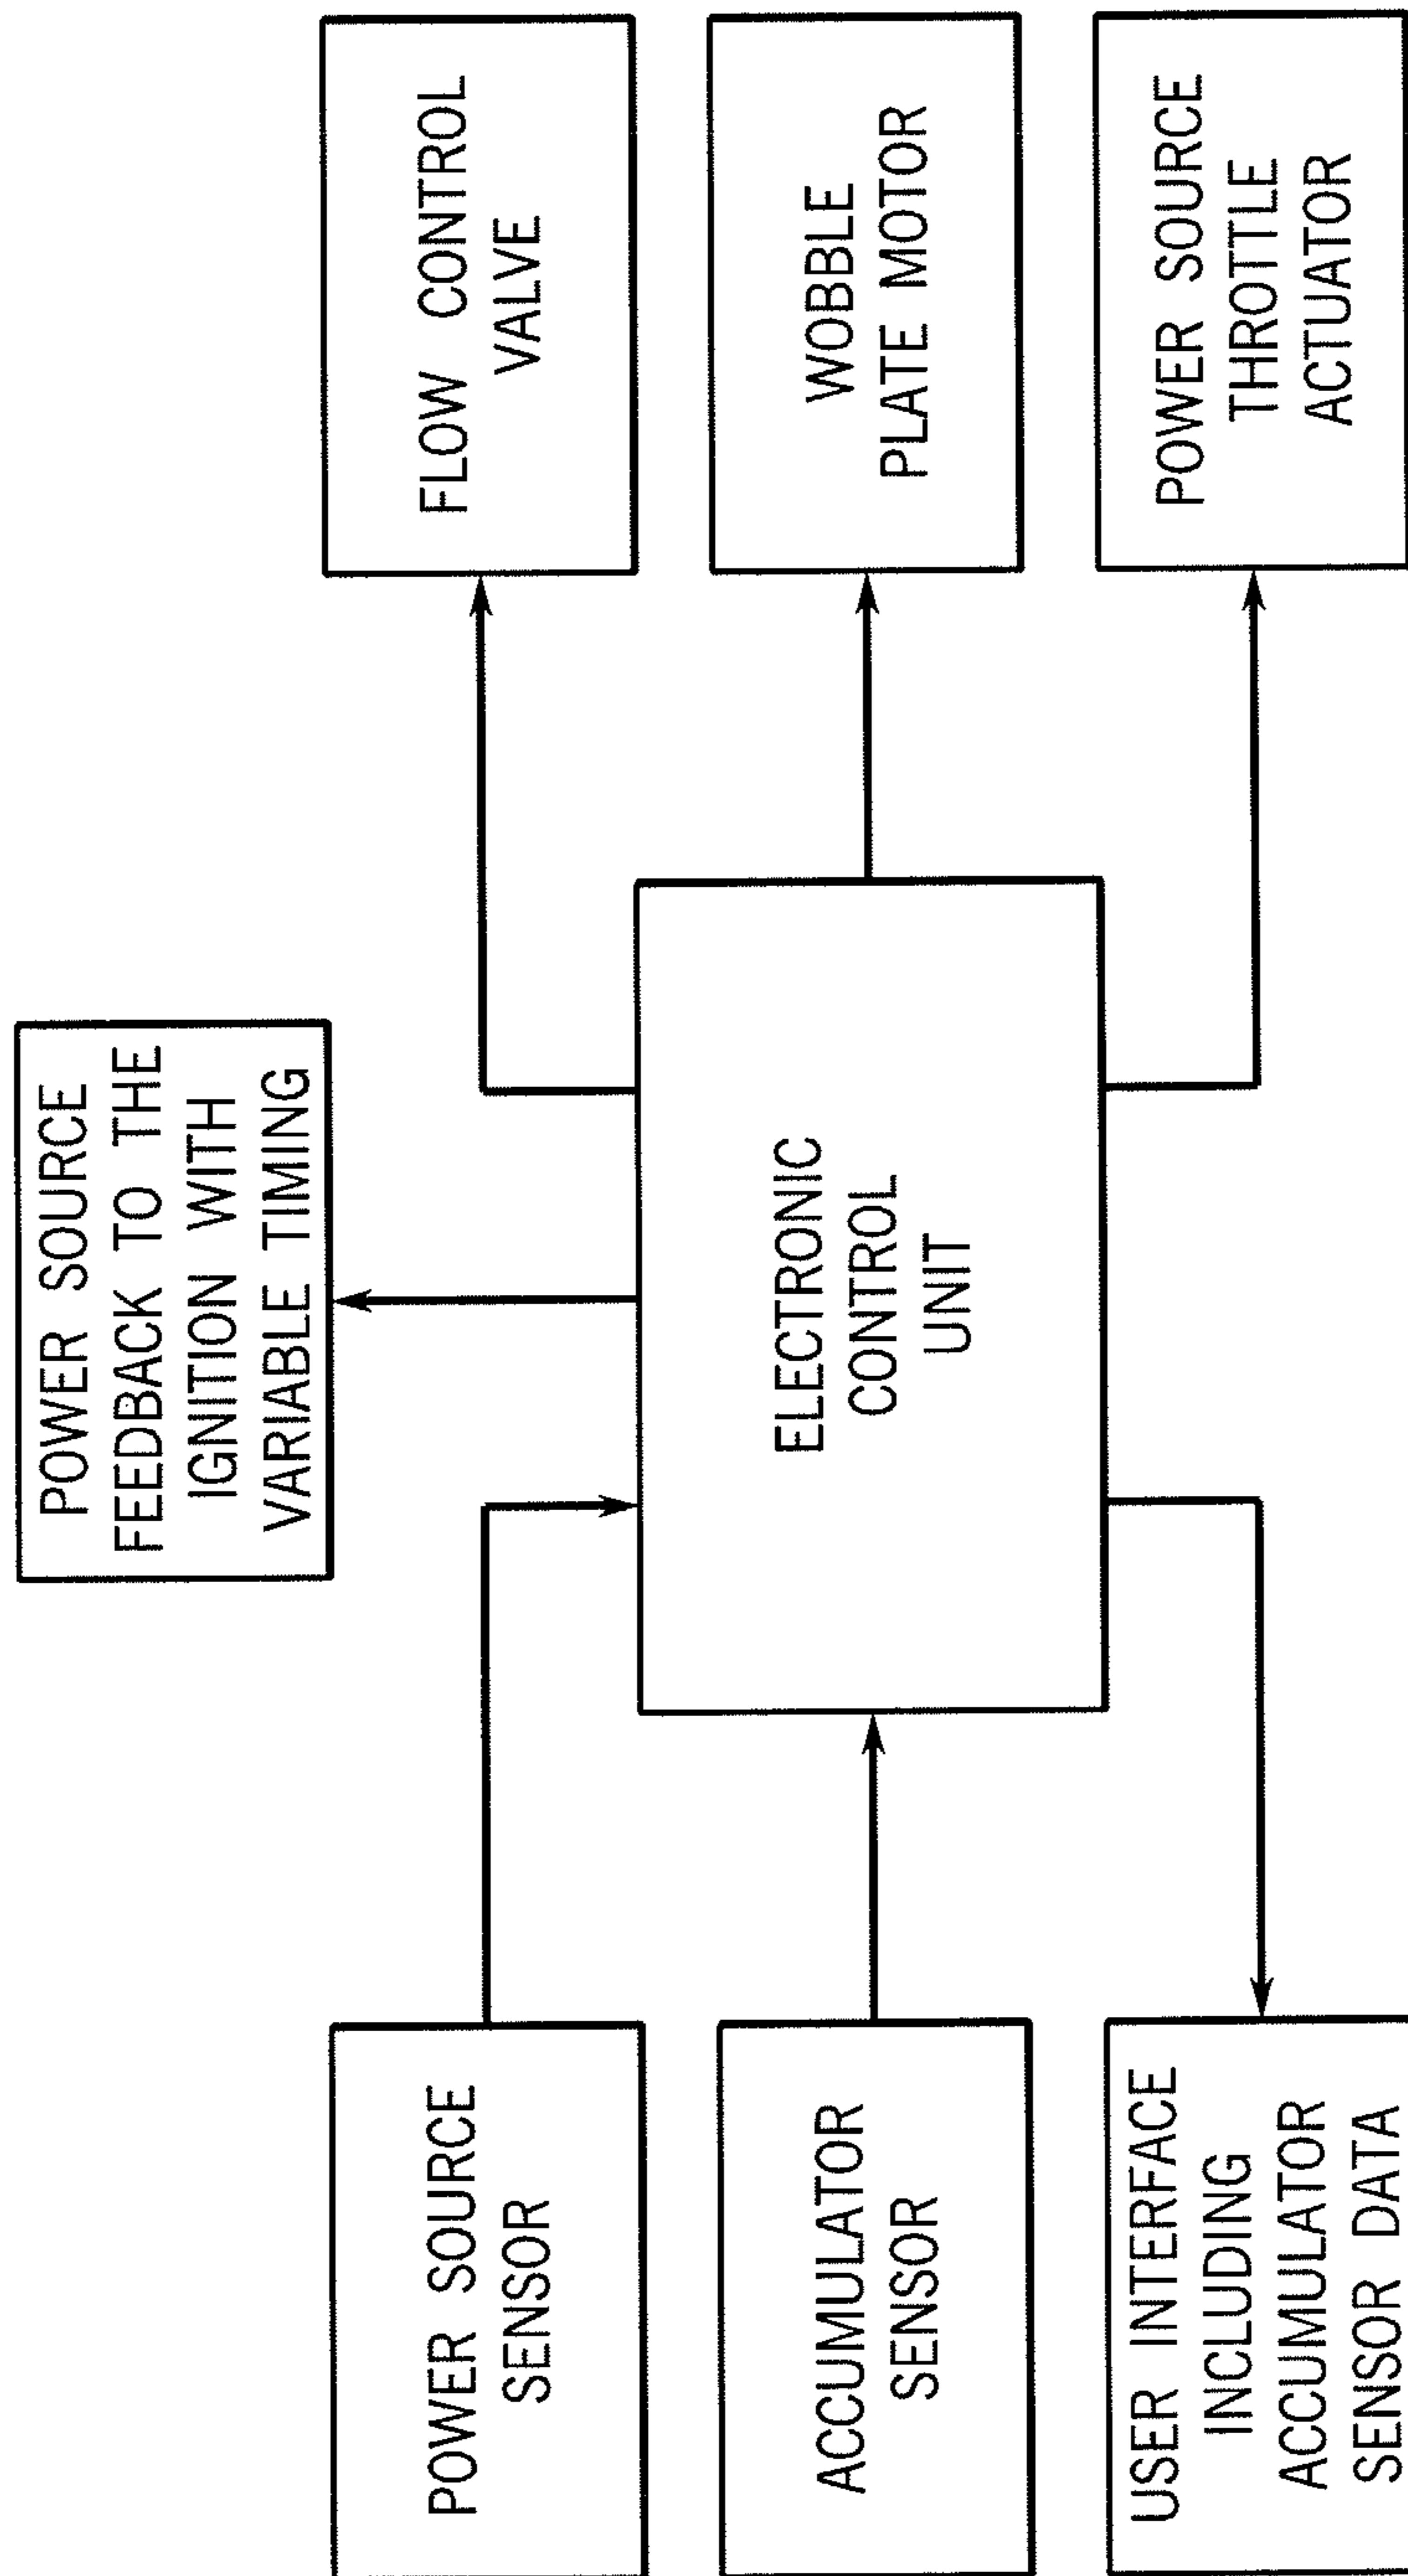 POWER SOURCE
FEEDBACK TO THE
IGNITION WITH
VARIABLE TIMING
POWER SOURCE
SENSOR
FLOW CONTROL
VALVE
ACCUMULATOR
SENSOR
ELECTRONIC
CONTROL
UNIT
WOBBLE
PLATE MOTOR
USER INTERFACE
INCLUDING
ACCUMULATOR
SENSOR DATA
POWER SOURCE
THROTTLE
ACTUATOR